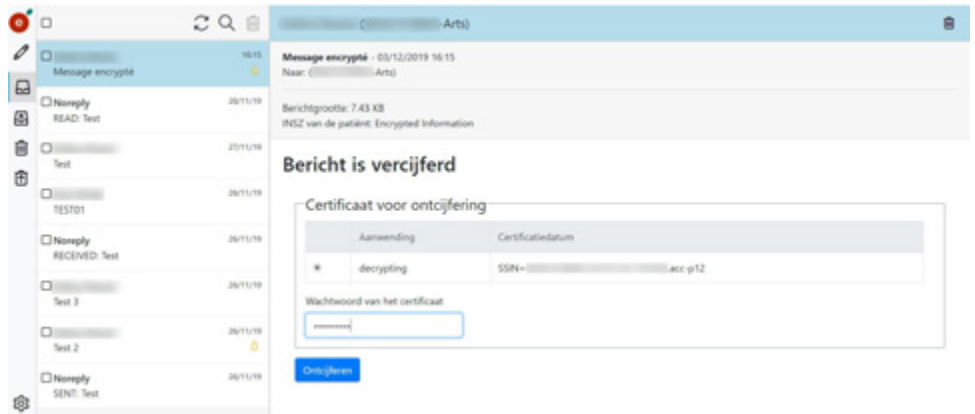 Arts)
16:15
Message encrypté
Noreply
28/11/19
READ: Test
27/11/19
Test
26/11/19
TEST01
Noreply
26/11/19
RECEIVED: Test
26/11/19
Test 3
26/11/19
Test 2
Noreply
26/11/19
SENT: Test
Message encrypté - 03/12/2019 16:15
Naar: ( -Arts)
Berichtgrootte: 7.43 KB
INSZ van de patiënt: Encrypted Information
Bericht is vercijferd
Certificaat voor ontcijfering
Aanwending Certificatiedatum
decrypting SSIN= .acc-p12
Wachtwoord van het certificaat
Ontcijferen